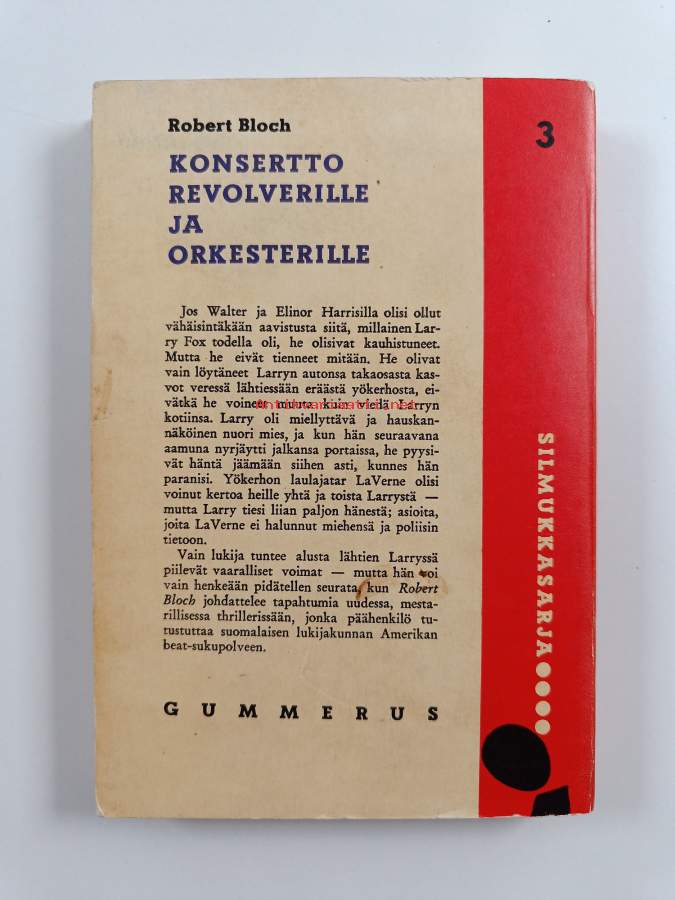 Robert Bloch
KONSERTTO
REVOLVERILLE
JA
ORKESTERILLE
Jos Walter ja Elinor Harrisilla olisi ollut
vähäisintäkään aavistusta siitä, millainen Lar-
ry Fox todella oli, he olisivat kauhistuneet.
Mutta he eivät tienneet mitään. He olivat
vain löytäneet Larryn autonsa takaosasta kas-
vot veressä lähtiessään eräästä yökerhosta, ei-
vätkä he voineet muuta kuin viedä Larryn
kotiinsa. Larry oli miellyttävä ja hauskan-
näköinen nuori mies, ja kun hän seuraavana
aamuna nyrjäytti jalkansa portaissa, he pyysi-
vät häntä jäämään siihen asti, kunnes hän
paranisi. Yökerhon laulajatar LaVerne olisi
voinut kertoa heille yhtä ja toista Larrystä —
mutta Larry tiesi liian paljon hänestä; asioita,
joita LaVerne ei halunnut miehensä ja poliisin
tietoon.
Vain lukija tuntee alusta lähtien Larryssä
piilevät vaaralliset voimat — mutta hän voi
vain henkeään pidätellen seurata, kun Robert
Bloch johdattelee tapahtumia uudessa, mesta-
rillisessa thrillerissään, jonka päähenkilö tu-
tustuttaa suomalaisen lukijakunnan Amerikan
beat-sukupolveen.
GUMMERUS
3
SILMUKKASARJA
Antikvariaatti.net